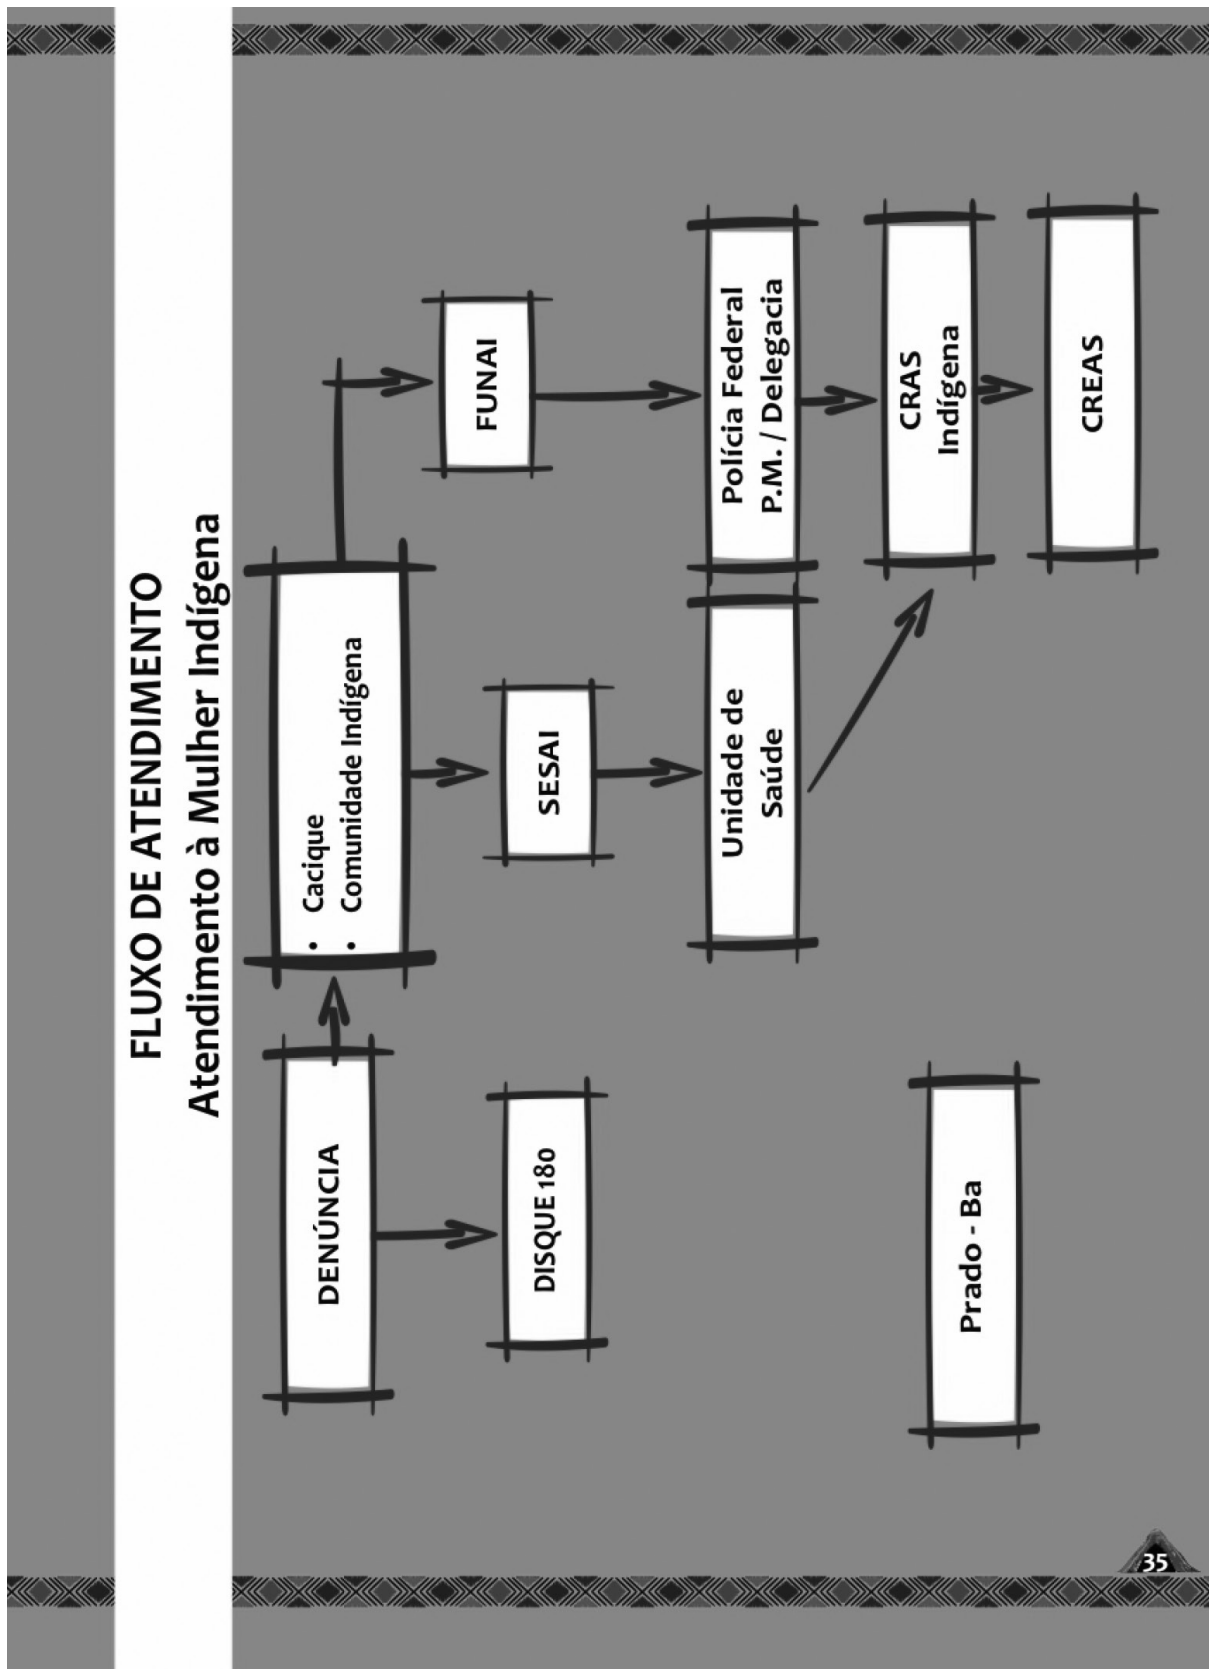 FLUXO DE ATENDIMENTO
Atendimento à Mulher Indígena
DENÚNCIA
• Cacique
• Comunidade Indígena
FUNAI
DISQUE 180
SESAI
Unidade de
Saúde
Polícia Federal
P.M. / Delegacia
CRAS
Indígena
Prado - Ba
CREAS
35